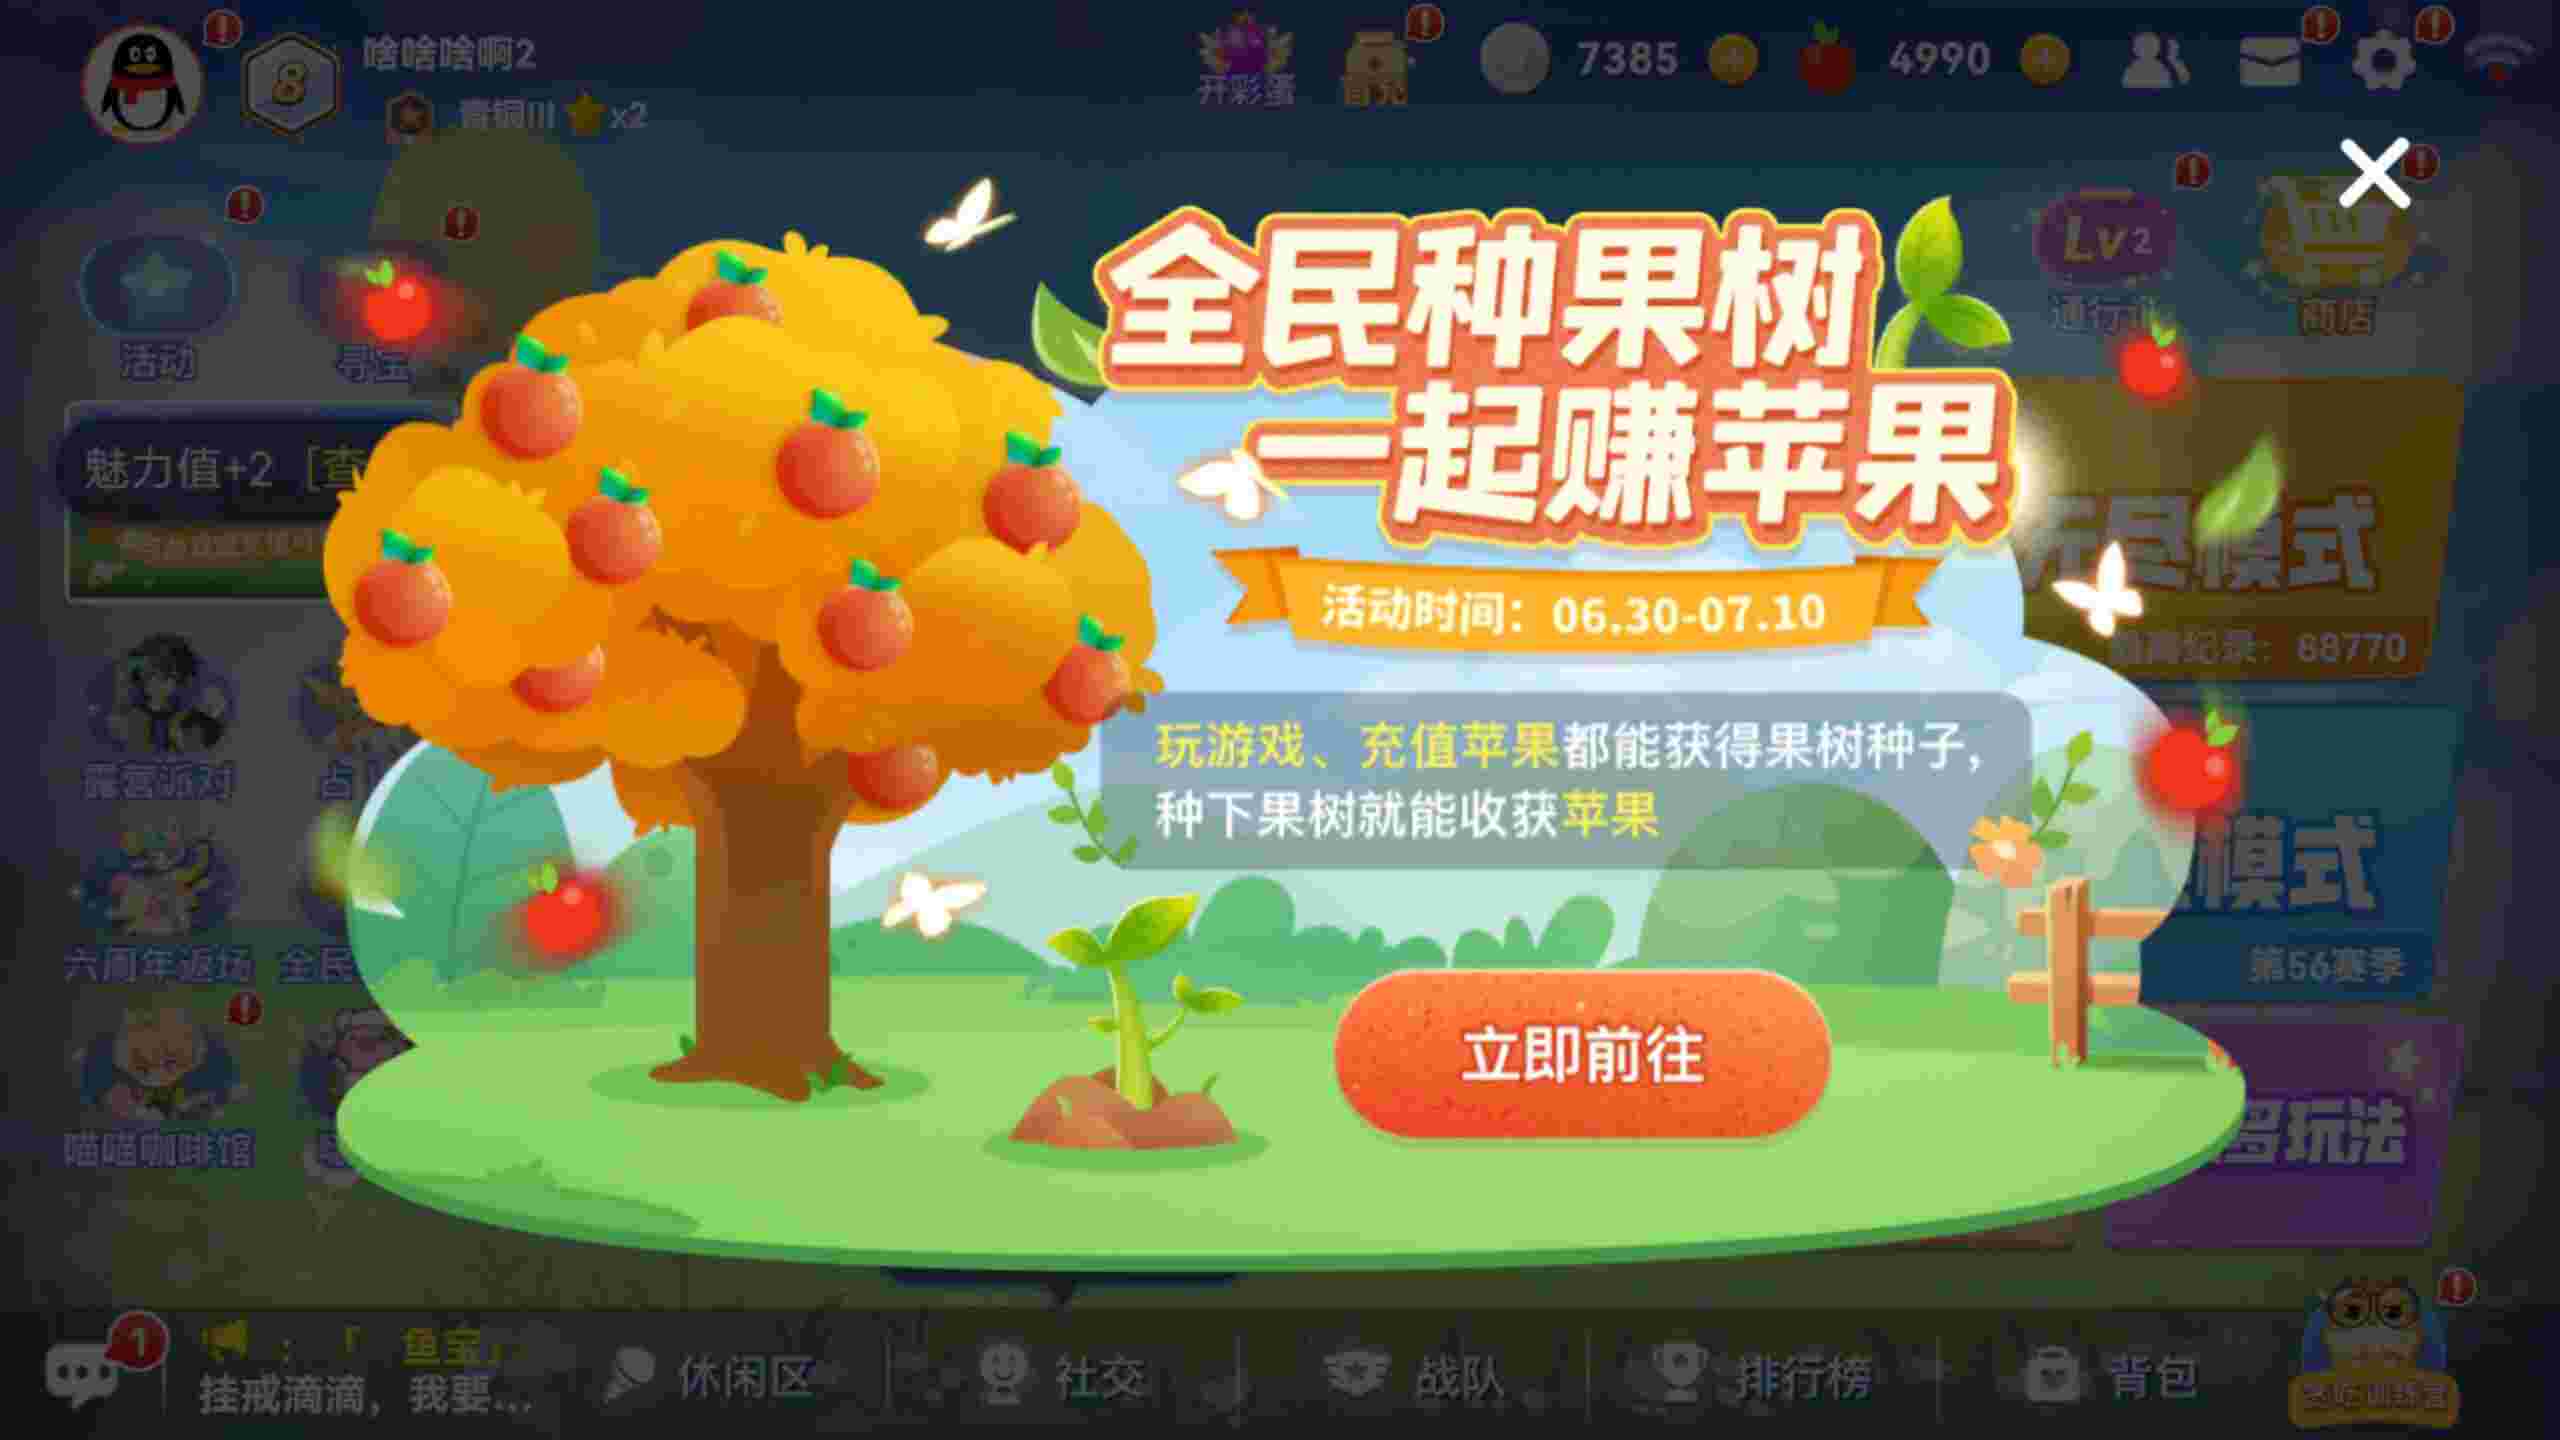 啥啥啥啊2
8
青铜III
x2
开彩蛋
首充
7385
4990
Lv2
商店
活动
寻宝
魅力值+2 [查
全民种果树
一起赚苹果
活动时间：06.30-07.10
玩游戏、充值苹果都能获得果树种子，
种下果树就能收获苹果
立即前往
模式
最高纪录：88770
模式
第56赛季
多玩法
露营派对
占
六周年返场
全民
喵喵咖啡馆
1
：「 鱼宝」
挂戒滴滴，我要...
休闲区
社交
战队
排行榜
背包